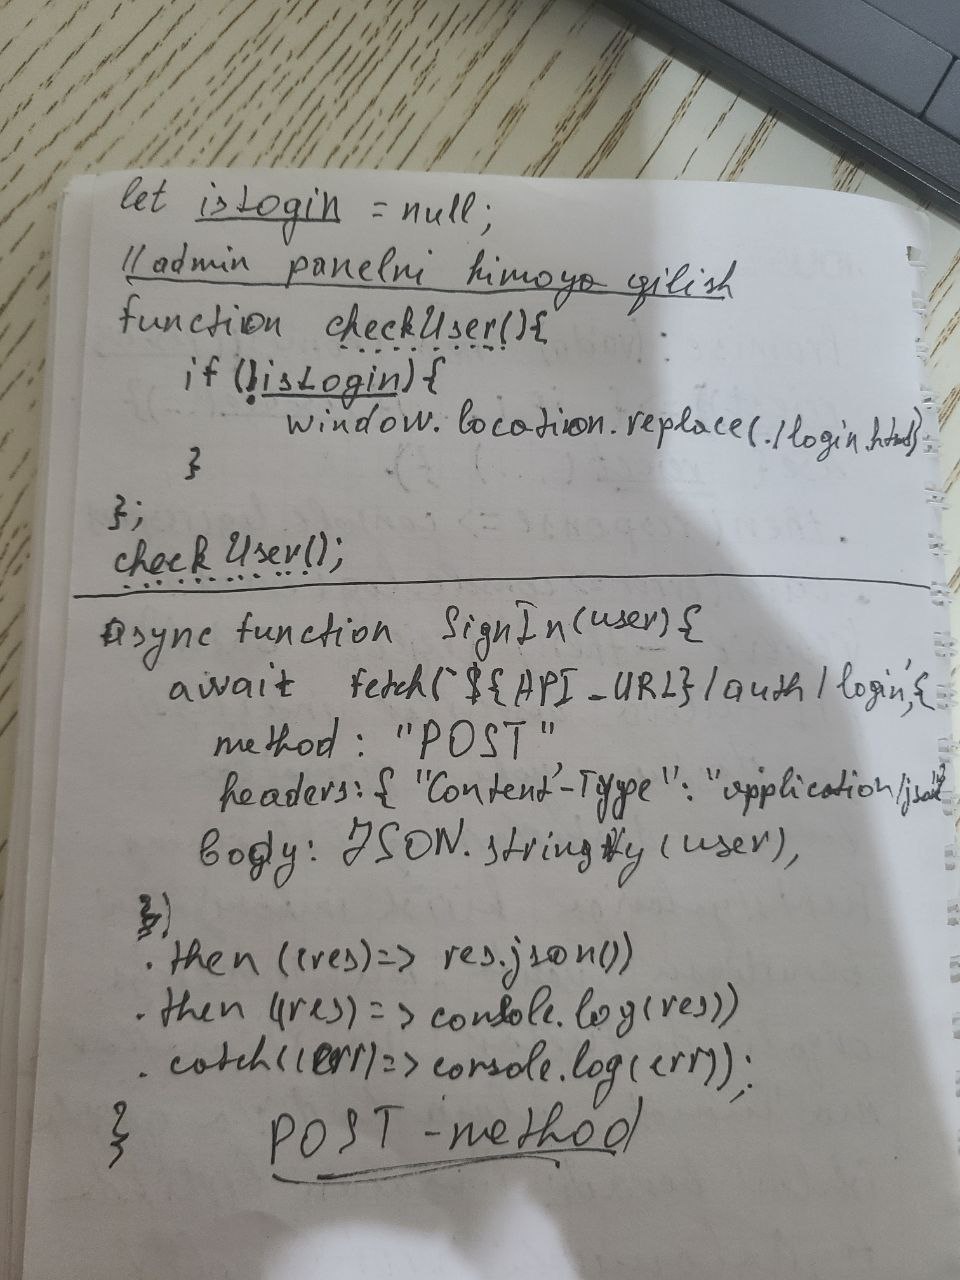 let isLogin = null;
//admin panelni himoya qilish
function checkUser(){
if (!isLogin) {
window.location.replace(./login.html)
}
};
checkUser();
async function SignIn(user){
await fetch(`${API_URL}/auth/login,{
method: "POST"
headers: { "Content-Type": "application/json"
body: JSON.stringify(user),
})
.then ((res)=> res.json())
.then ((res)=> console.log(res))
.catch((err)=> console.log(err));
}
POST-method